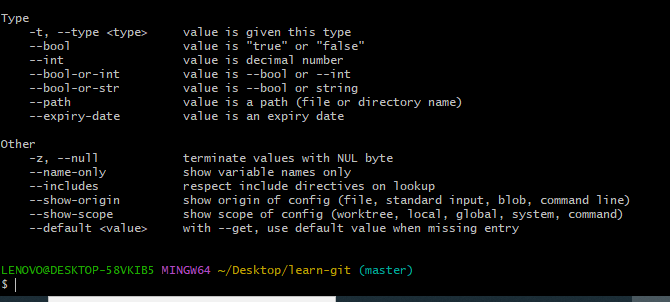 Type
-t, --type <type> value is given this type
--bool value is "true" or "false"
--int value is decimal number
--bool-or-int value is --bool or --int
--bool-or-str value is --bool or string
--path value is a path (file or directory name)
--expiry-date value is an expiry date
Other
-z, --null terminate values with NUL byte
--name-only show variable names only
--includes respect include directives on lookup
--show-origin show origin of config (file, standard input, blob, command line)
--show-scope show scope of config (worktree, local, global, system, command)
--default <value> with --get, use default value when missing entry
LENOVO@DESKTOP-58VKIB5 MINGW64 ~/Desktop/learn-git (master)
$